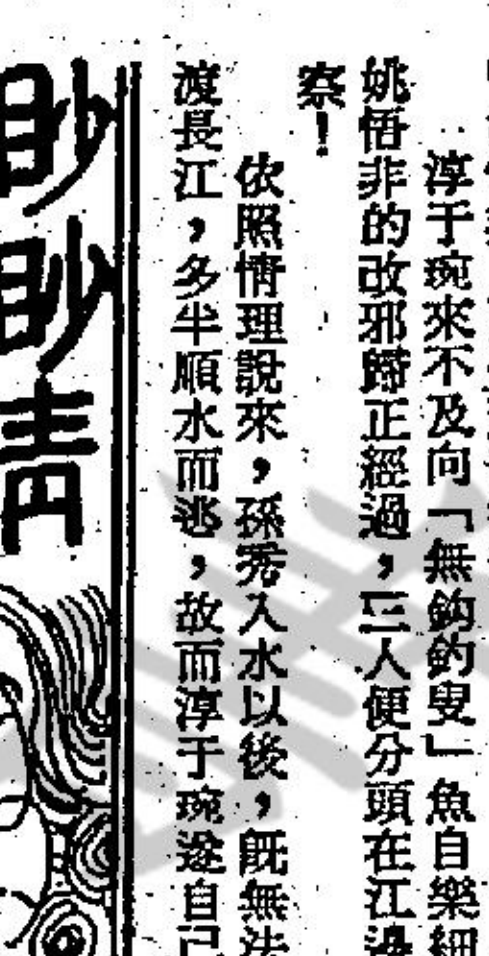 淳于琬來不及向「無鈎釣叟」魚自樂細
姚悟非的改邪歸正經過，三人便分頭在江邊
察！
依照情理說來，孫秀入水以後，既無法
渡長江，多半順水而逃，故而淳于琬遂自己
眇眇青